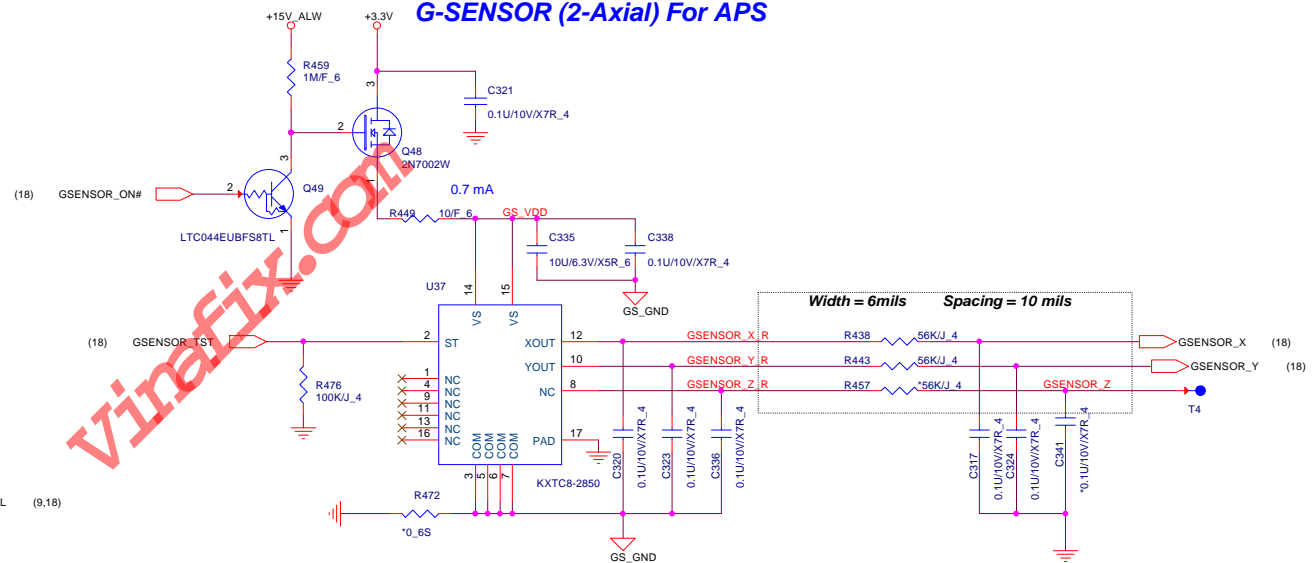 G-SENSOR (2-Axial) For APS
+15V_ALW
+3.3V
R459
1M/F_6
3
C321
0.1U/10V/X7R_4
2
Q48
2N7002W
1
3
(18) GSENSOR_ON#
2
Q49
1
LTC044EUBFS8TL
0.7 mA
R449 10/F_6
GS_VDD
C335
10U/6.3V/X5R_6
C338
0.1U/10V/X7R_4
GS_GND
U37
14
15
VS
VS
Width = 6mils Spacing = 10 mils
(18) GSENSOR_TST
2
ST
XOUT
12
GSENSOR_X_R
R438
56K/J_4
GSENSOR_X (18)
YOUT
10
GSENSOR_Y_R
R443
56K/J_4
GSENSOR_Y (18)
NC
8
GSENSOR_Z_R
R457
*56K/J_4
GSENSOR_Z
T4
R476
100K/J_4
1
NC
4
NC
9
NC
11
NC
13
NC
16
NC
PAD
17
COM
COM
COM
COM
3
5
6
7
KXTC8-2850
C320
0.1U/10V/X7R_4
C323
0.1U/10V/X7R_4
C336
0.1U/10V/X7R_4
C317
0.1U/10V/X7R_4
C324
0.1U/10V/X7R_4
C341
*0.1U/10V/X7R_4
R472
*0_6S
GS_GND
L (9,18)
Vinafix.com